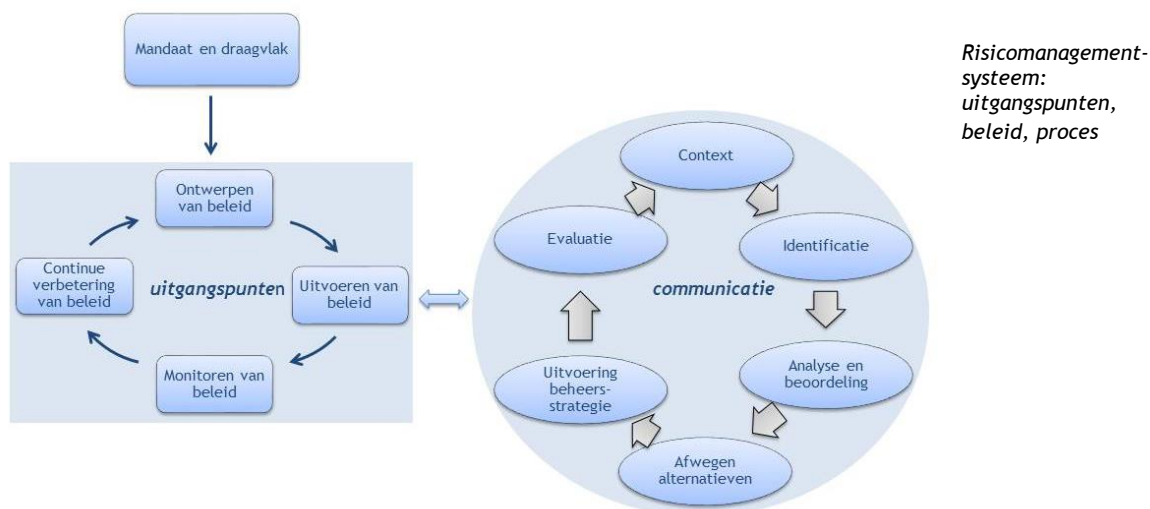 Mandaat en draagvlak
Risicomanagement-
systeem:
uitgangspunten,
beleid, proces
Ontwerpen
van beleid
Continue
verbetering
van beleid
uitgangspunten
Uitvoeren van
beleid
Monitoren van
beleid
Context
Evaluatie
Identificatie
communicatie
Uitvoering
beheers-
strategie
Analyse en
beoordeling
Afwegen
alternatieven